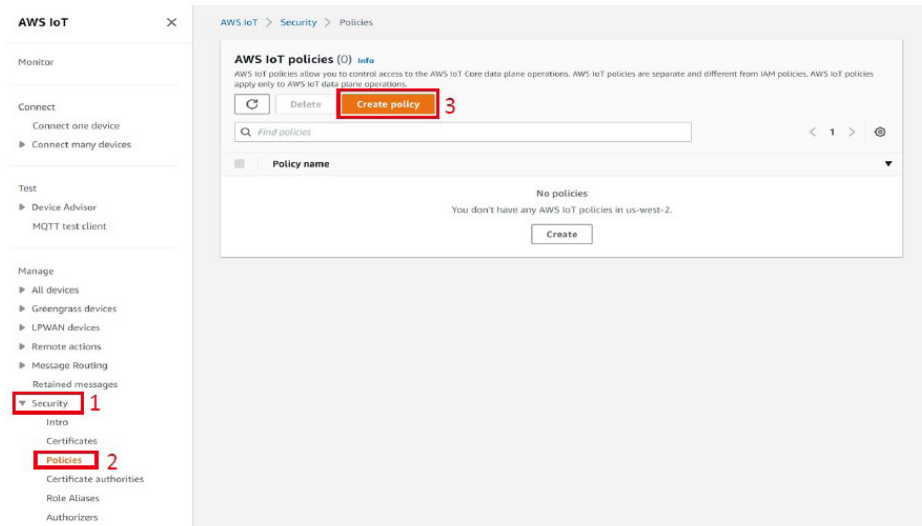 AWS IoT
Monitor
Connect
Connect one device
Connect many devices
Test
Device Advisor
MQTT test client
Manage
All devices
Greengrass devices
LPWAN devices
Remote actions
Message Routing
Retained messages
Security 1
Intro
Certificates
Policies 2
Certificate authorities
Role Aliases
Authorizers
AWS IoT > Security > Policies
AWS IoT policies (0) Info
AWS IoT policies allow you to control access to the AWS IoT Core data plane operations. AWS IoT policies are separate and different from IAM policies. AWS IoT policies
apply only to AWS IoT data plane operations.
Delete Create policy 3
Find policies
< 1 >
Policy name
No policies
You don't have any AWS IoT policies in us-west-2.
Create